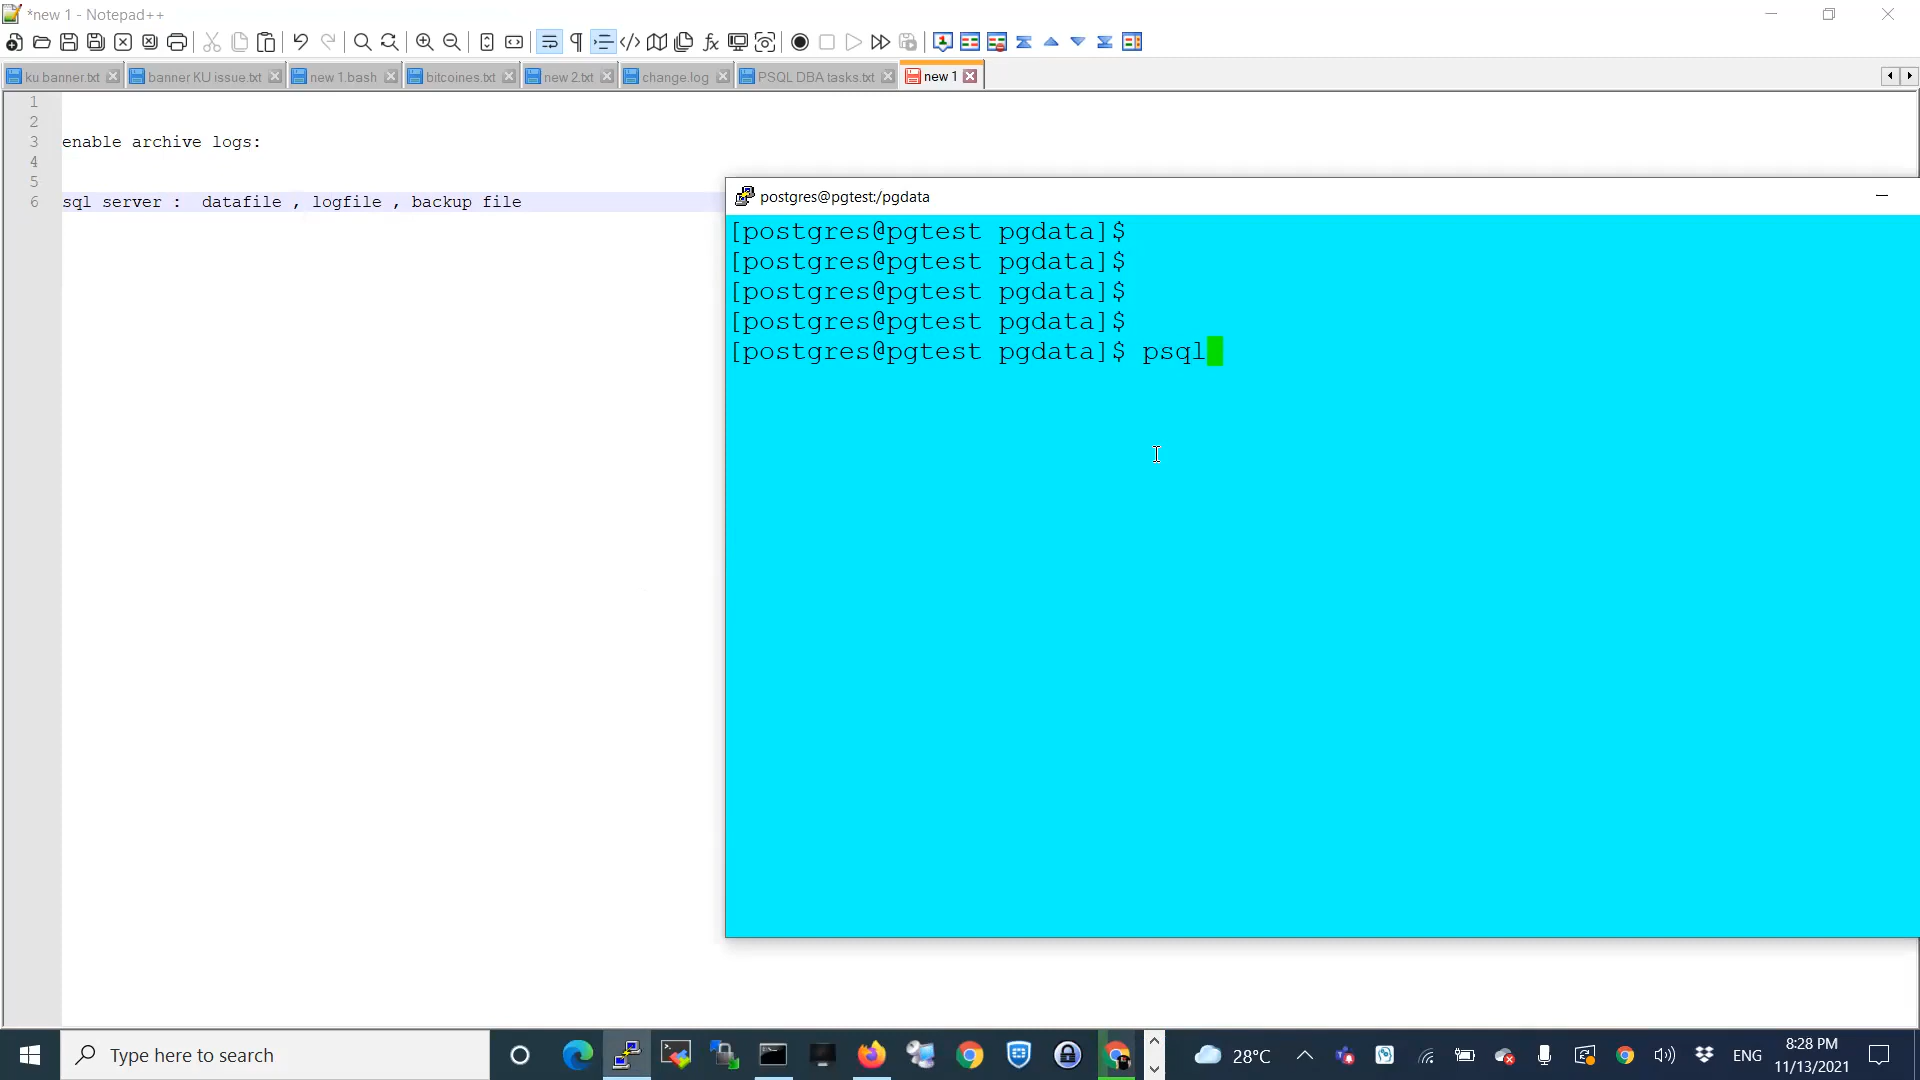 *new 1 - Notepad++
ku banner.txt banner KU issue.txt new 1.bash bitcoines.txt new 2.txt change.log PSQL DBA tasks.txt new 1
1
2
3 enable archive logs:
4
5
6 sql server :  datafile , logfile , backup file
postgres@pgtest:/pgdata
[postgres@pgtest pgdata]$
[postgres@pgtest pgdata]$
[postgres@pgtest pgdata]$
[postgres@pgtest pgdata]$
[postgres@pgtest pgdata]$ psql
Type here to search
28°C
ENG
8:28 PM
11/13/2021